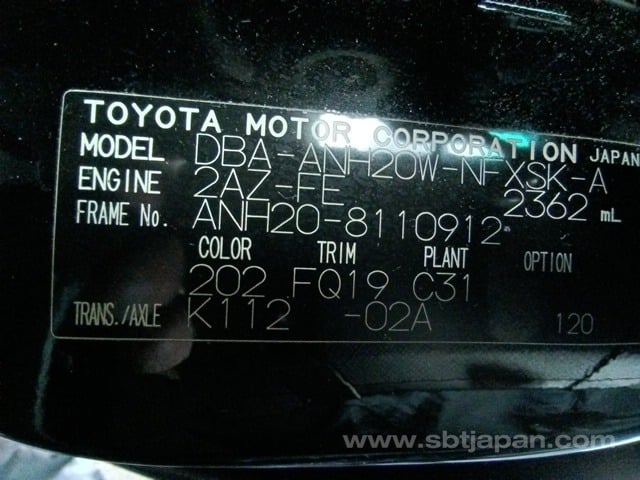 TOYOTA MOTOR CORPORATION JAPAN
MODEL DBA-ANH20W-NFXSK-A
ENGINE 2AZ-FE 2362 mL
FRAME No. ANH20-8110912
COLOR TRIM PLANT OPTION
202 FQ19 C31
TRANS./AXLE K112 -02A 120
www.sbtjapan.com